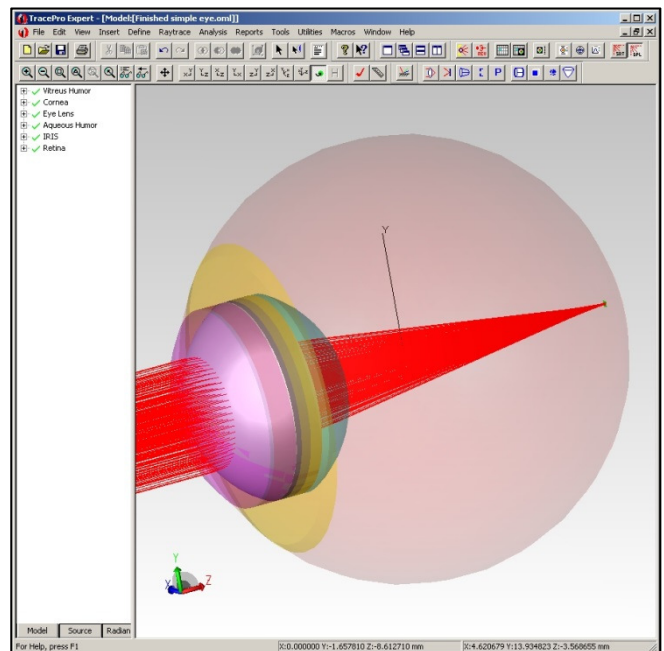 TracePro Expert - [Model:[Finished simple eye.oml]]
File Edit View Insert Define Raytrace Analysis Reports Tools Utilities Macros Window Help
Vitreus Humor
Cornea
Eye Lens
Aqueous Humor
IRIS
Retina
Y
Y
X
Z
Model Source Radian
For Help, press F1 X:0.000000 Y:-1.657810 Z:-8.612710 mm X:4.620679 Y:13.934823 Z:-3.568655 mm